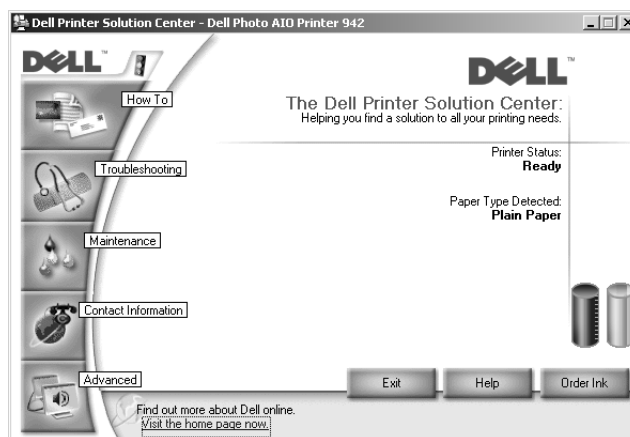 Dell Printer Solution Center - Dell Photo AIO Printer 942
DELL™
DELL™
How To
The Dell Printer Solution Center:
Helping you find a solution to all your printing needs.
Troubleshooting
Printer Status:
Ready
Paper Type Detected:
Plain Paper
Maintenance
Contact Information
Advanced
Exit
Help
Order Ink
Find out more about Dell online.
Visit the home page now.